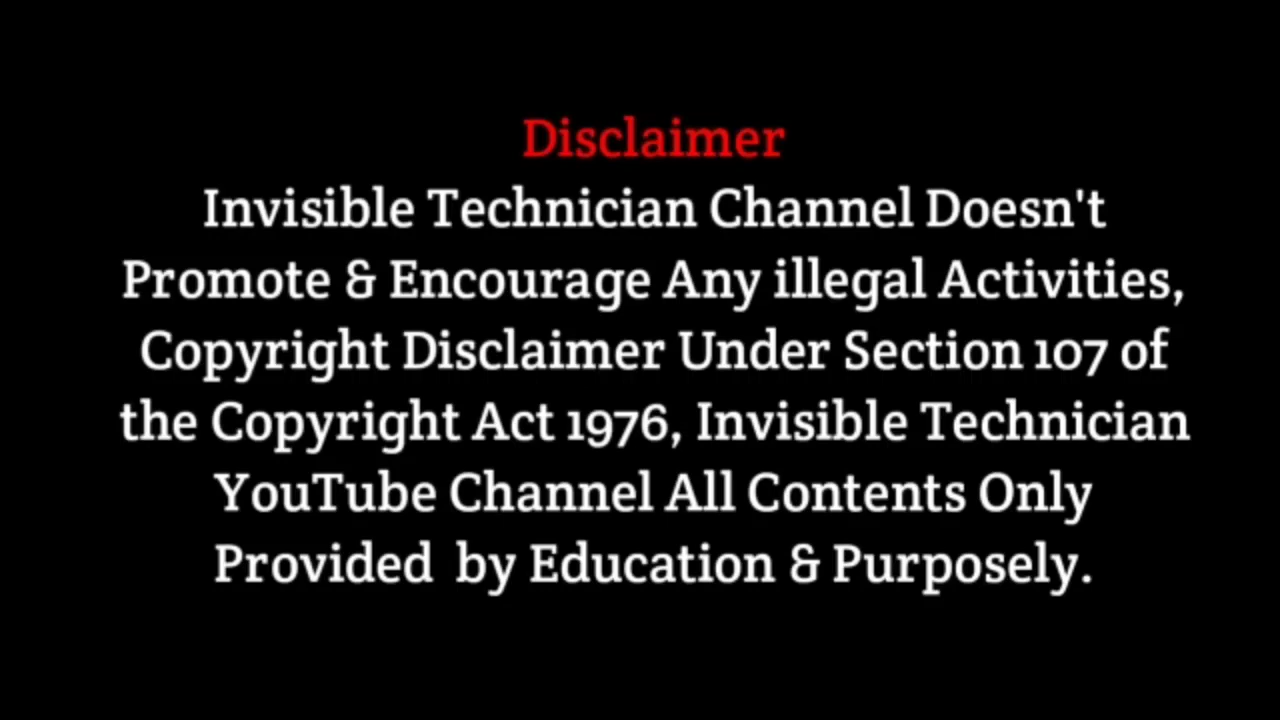 Disclaimer
Invisible Technician Channel Doesn't
Promote & Encourage Any illegal Activities,
Copyright Disclaimer Under Section 107 of
the Copyright Act 1976, Invisible Technician
YouTube Channel All Contents Only
Provided  by Education & Purposely.